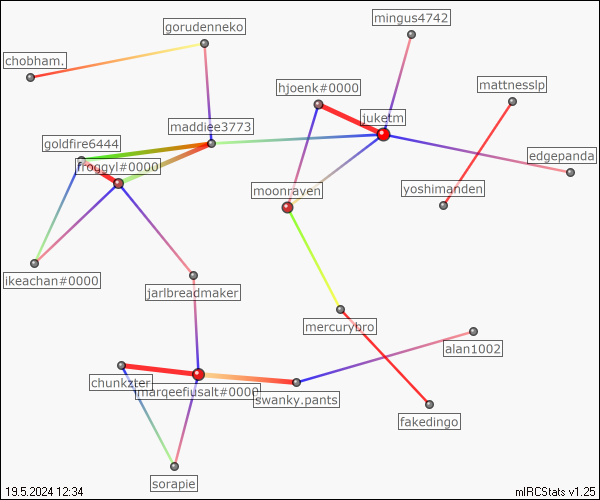 mingus4742
gorudenneko
chobham.
hjoenk#0000
mattnesslp
juketm
maddiee3773
goldfire6444
froggyl#0000
edgepanda
moonraven
yoshimanden
ikeachan#0000
jarlbreadmaker
mercurybro
alan1002
chunkzter
marqeefiusalt#0000
swanky.pants
fakedingo
sorapie
19.5.2024 12:34
mIRCStats v1.25